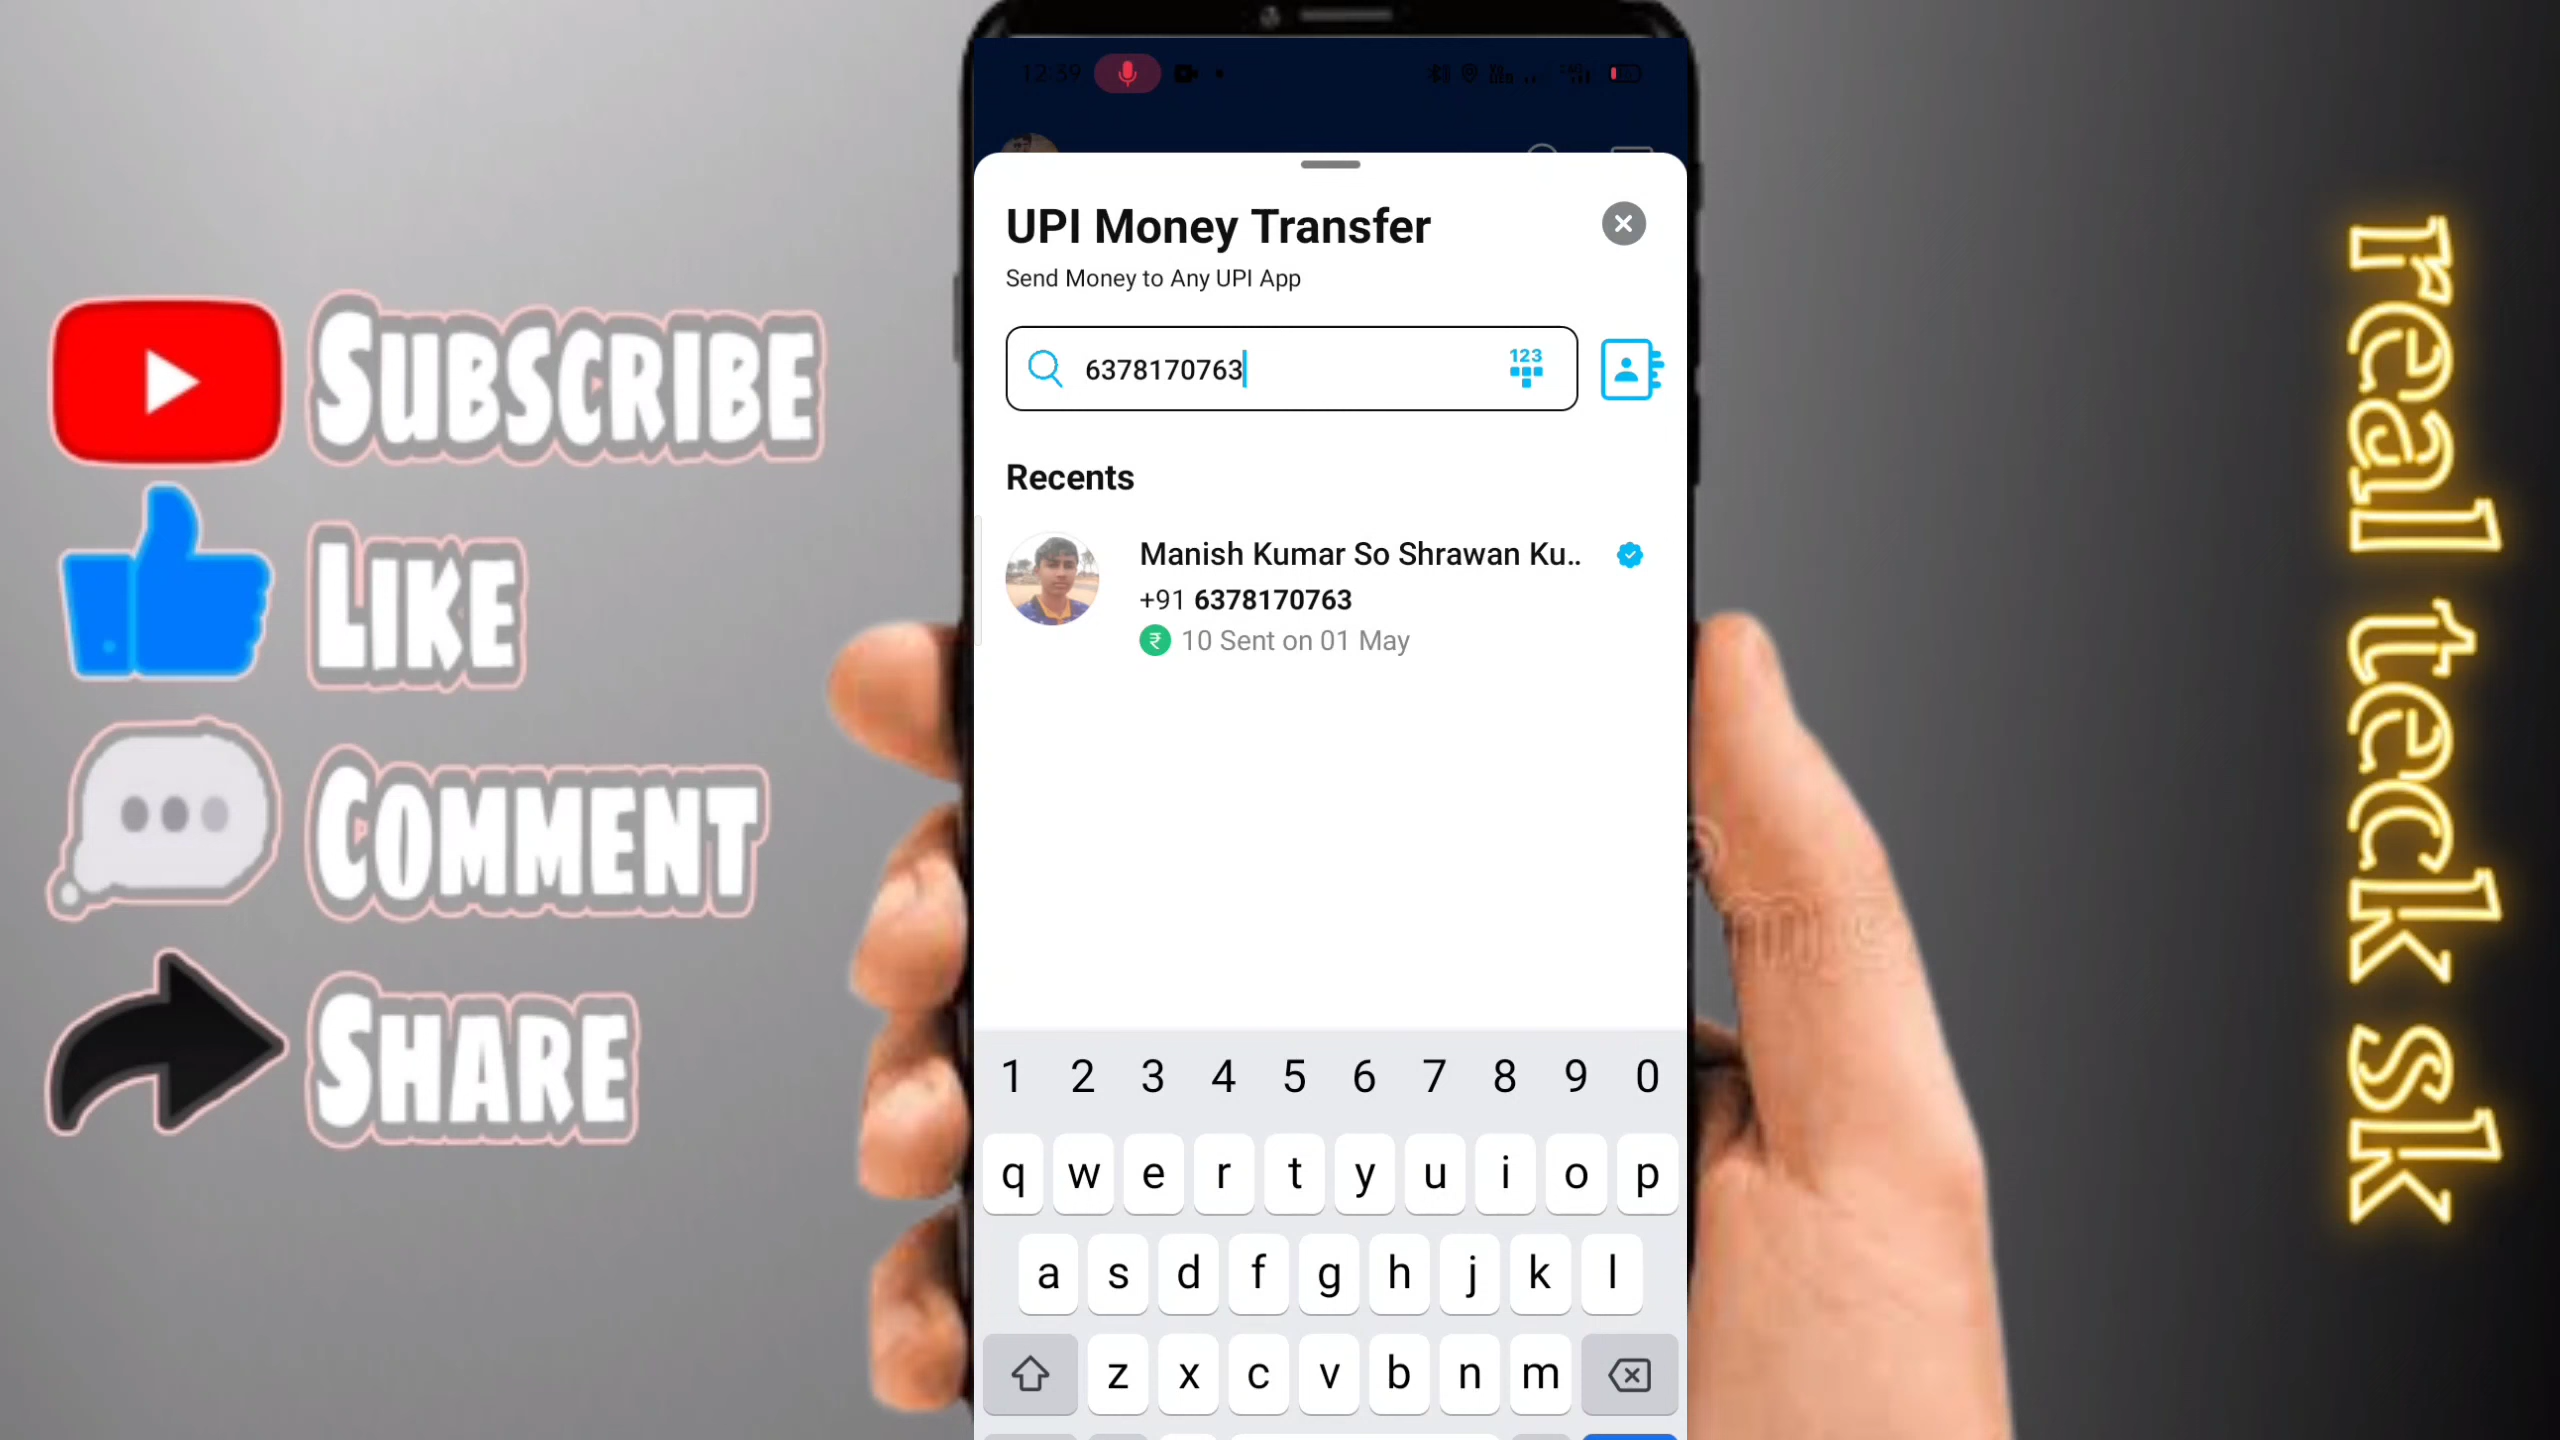 12:39
UPI Money Transfer
Send Money to Any UPI App
6378170763
123
Recents
Manish Kumar So Shrawan Ku..
+91 6378170763
₹ 10 Sent on 01 May
1 2 3 4 5 6 7 8 9 0
q w e r t y u i o p
a s d f g h j k l
z x c v b n m
SUBSCRIBE
LIKE
COMMENT
SHARE
real teck sk